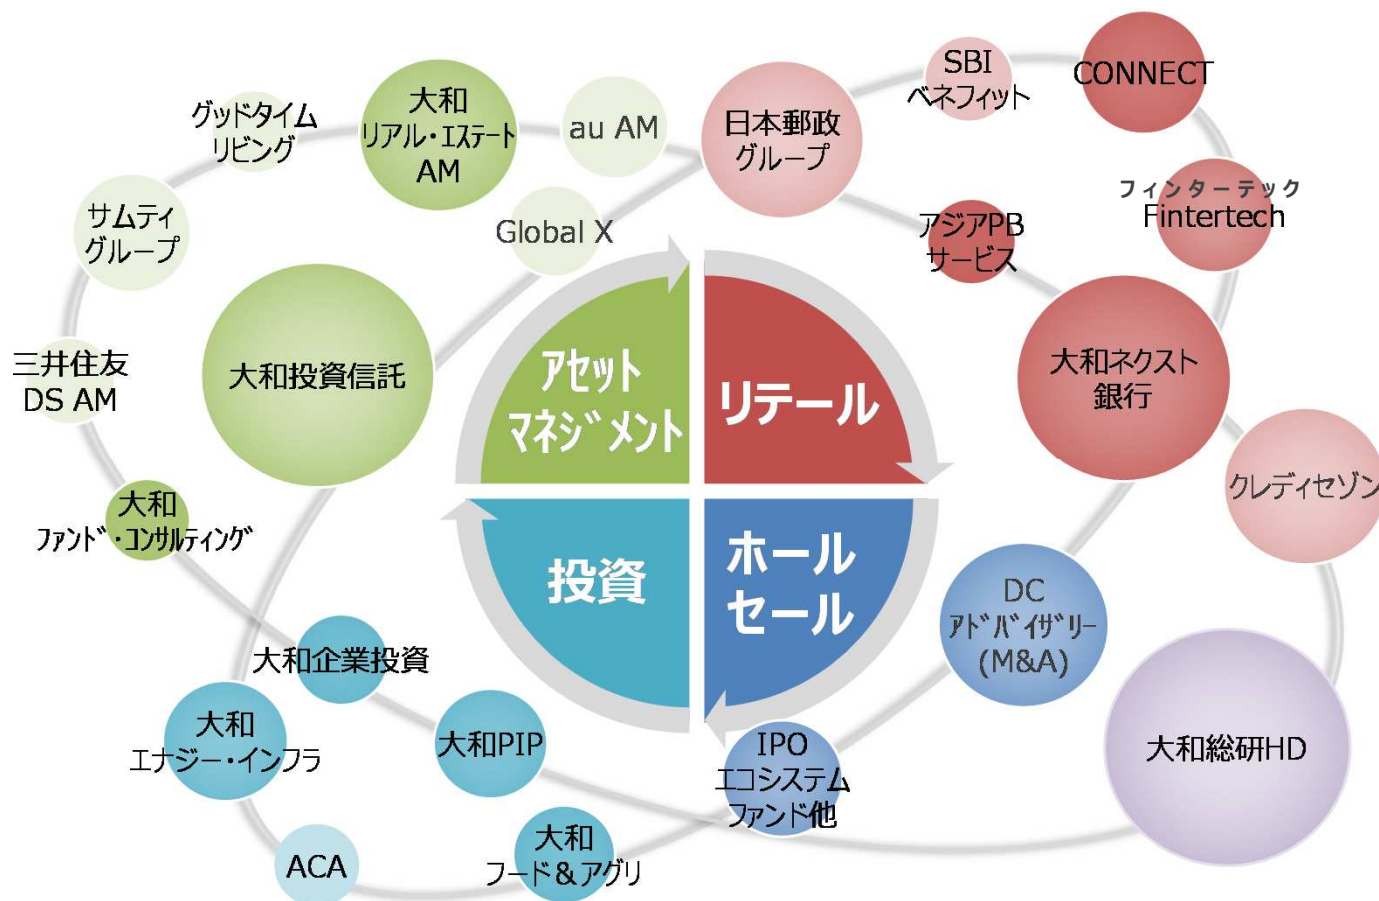 SBI
ベネフィット
CONNECT
大和
リアル・エステート
AM
au AM
日本郵政
グループ
グッドタイム
リビング
フィンターテック
Fintertech
サムティ
グループ
Global X
アジアPB
サービス
三井住友
DS AM
大和投資信託
アセット
マネジメント
リテール
大和ネクスト
銀行
クレディセゾン
大和
ファンド・コンサルティング
投資
ホール
セール
DC
アドバイザリー
(M&A)
大和企業投資
大和
エナジー・インフラ
大和PIP
IPO
エコシステム
ファンド他
大和総研HD
ACA
大和
フード&アグリ